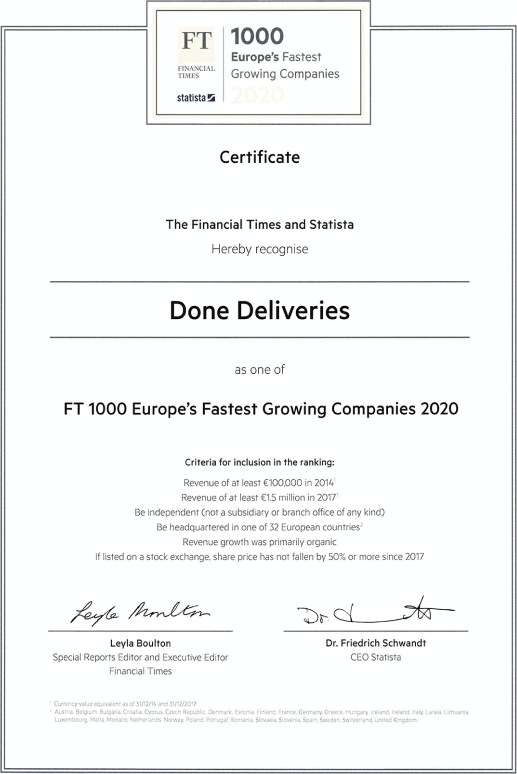 FT
FINANCIAL
TIMES
statista
1000
Europe's Fastest
Growing Companies
2020
Certificate
The Financial Times and Statista
Hereby recognise
Done Deliveries
as one of
FT 1000 Europe's Fastest Growing Companies 2020
Criteria for inclusion in the ranking:
Revenue of at least €100,000 in 2014¹
Revenue of at least €1.5 million in 2017¹
Be independent (not a subsidiary or branch office of any kind)
Be headquartered in one of 32 European countries²
Revenue growth was primarily organic
If listed on a stock exchange, share price has not fallen by 50% or more since 2017
Leyla Boulton
Dr
Leyla Boulton
Special Reports Editor and Executive Editor
Financial Times
Dr. Friedrich Schwandt
CEO Statista
¹ Currency value equivalent as of 31/12/14 and 31/12/2017
² Austria, Belgium, Bulgaria, Croatia, Cyprus, Czech Republic, Denmark, Estonia, Finland, France, Germany, Greece, Hungary, Iceland, Ireland, Italy, Latvia, Lithuania
Luxembourg, Malta, Monaco, Netherlands, Norway, Poland, Portugal, Romania, Slovakia, Slovenia, Spain, Sweden, Switzerland, United Kingdom.